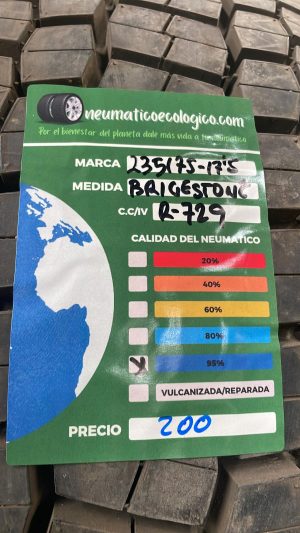 neumaticoecologico.com
Por el bienestar del planeta dale más vida a tu neumático
MARCA 235/75-17.5
MEDIDA BRIGESTONE
C.C/IV R-729
CALIDAD DEL NEUMATICO
20%
40%
60%
80%
X 95%
VULCANIZADA/REPARADA
PRECIO 200